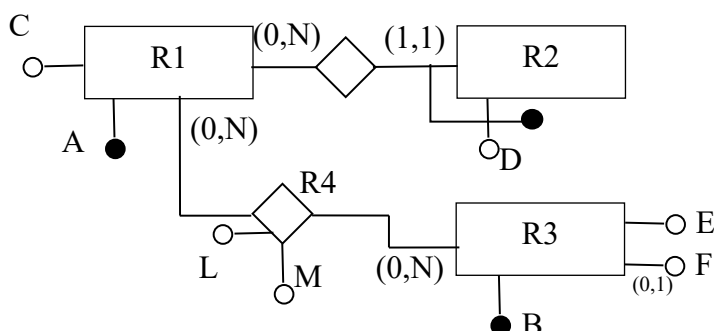 C
R1
(0,N)
(1,1)
R2
A
(0,N)
D
R4
L
M
(0,N)
R3
E
F
(0,1)
B